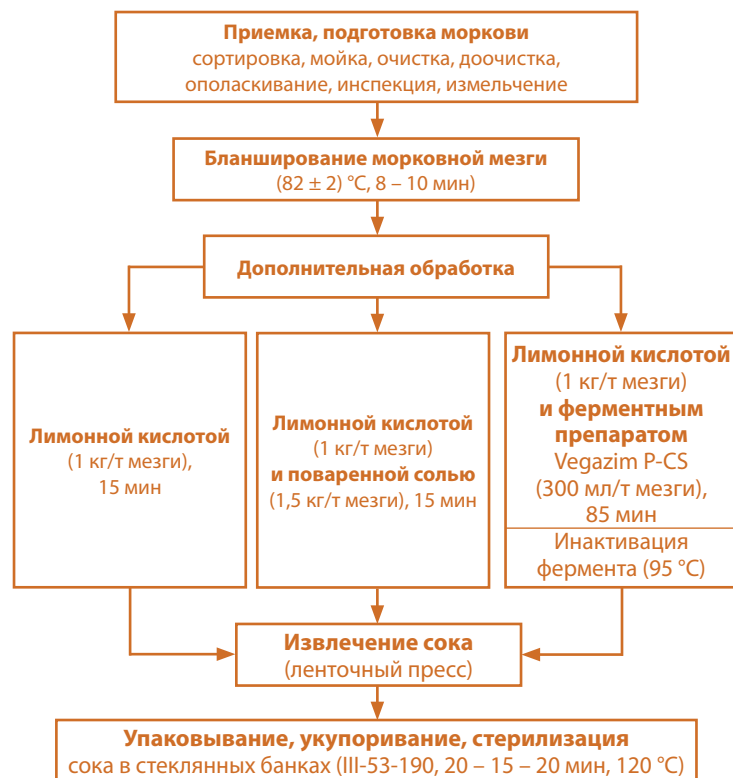 Приемка, подготовка моркови
сортировка, мойка, очистка, доочистка,
ополаскивание, инспекция, измельчение
Бланширование морковной мезги
(82 ± 2) °С, 8 – 10 мин)
Дополнительная обработка
Лимонной кислотой
(1 кг/т мезги),
15 мин
Лимонной кислотой
(1 кг/т мезги)
и поваренной солью
(1,5 кг/т мезги), 15 мин
Лимонной кислотой
(1 кг/т мезги)
и ферментным
препаратом
Vegazim P-CS
(300 мл/т мезги),
85 мин
Инактивация
фермента (95 °С)
Извлечение сока
(ленточный пресс)
Упаковывание, укупоривание, стерилизация
сока в стеклянных банках (III-53-190, 20 – 15 – 20 мин, 120 °С)